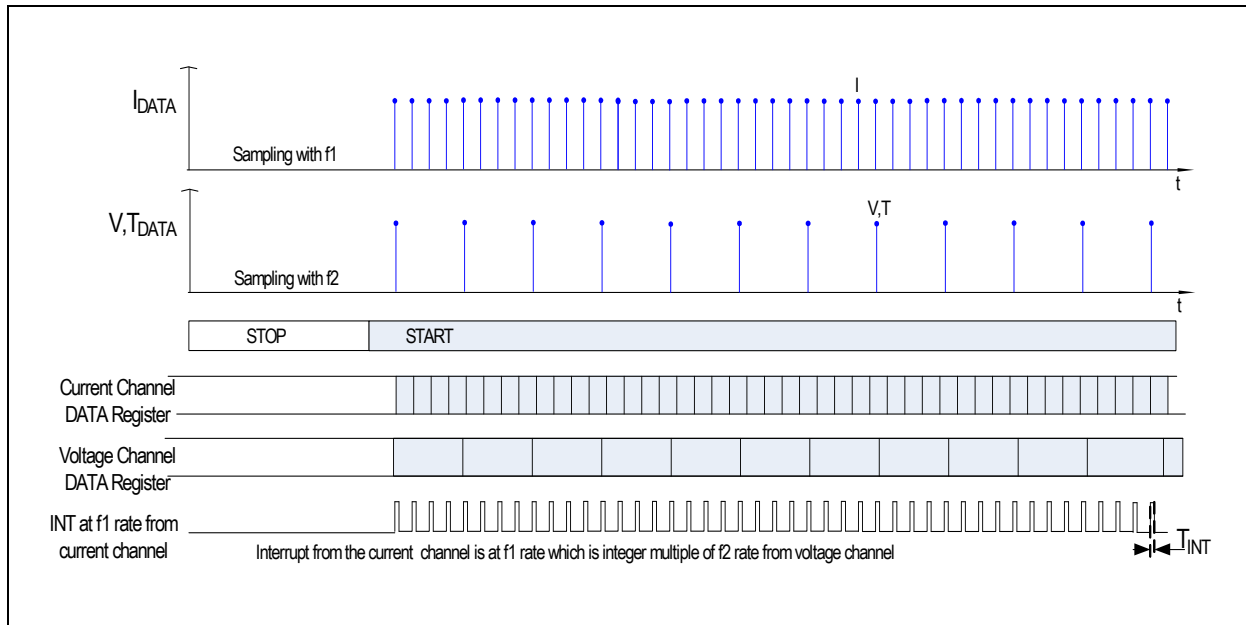 I
IDATA
Sampling with f1
t
V,T
V,TDATA
Sampling with f2
t
STOP
START
Current Channel
DATA Register
Voltage Channel
DATA Register
INT at f1 rate from
current channel
Interrupt from the current channel is at f1 rate which is integer multiple of f2 rate from voltage channel
TINT